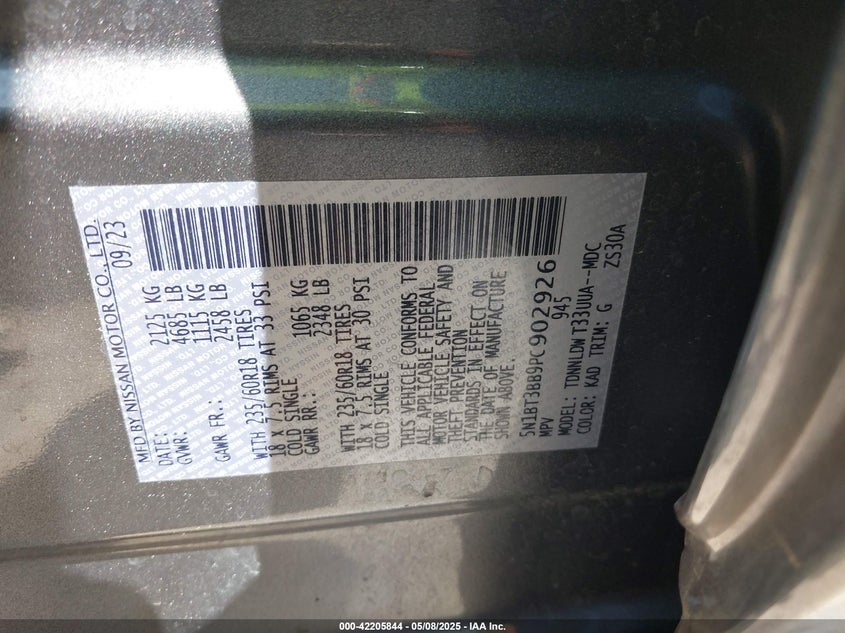 MFD BY NISSAN MOTOR CO., LTD.
DATE: 09/23
GVWR: 2125 KG
4685 LB
GAWR FR.: 1115 KG
2458 LB
WITH 235/60R18 TIRES
18 X 7.5 RIMS AT 33 PSI
COLD SINGLE
GAWR RR.: 1065 KG
2348 LB
WITH 235/60R18 TIRES
18 X 7.5 RIMS AT 30 PSI
COLD SINGLE
THIS VEHICLE CONFORMS TO
ALL APPLICABLE FEDERAL
MOTOR VEHICLE SAFETY AND
THEFT PREVENTION
STANDARDS IN EFFECT ON
THE DATE OF MANUFACTURE
SHOWN ABOVE.
5N1BT3BB9PC902926
MPV 945
MODEL: TDNNLDW T33UUA--MDC
COLOR: KAD TRIM: G ZS30A
000-42205844 - 05/08/2025 - IAA Inc.